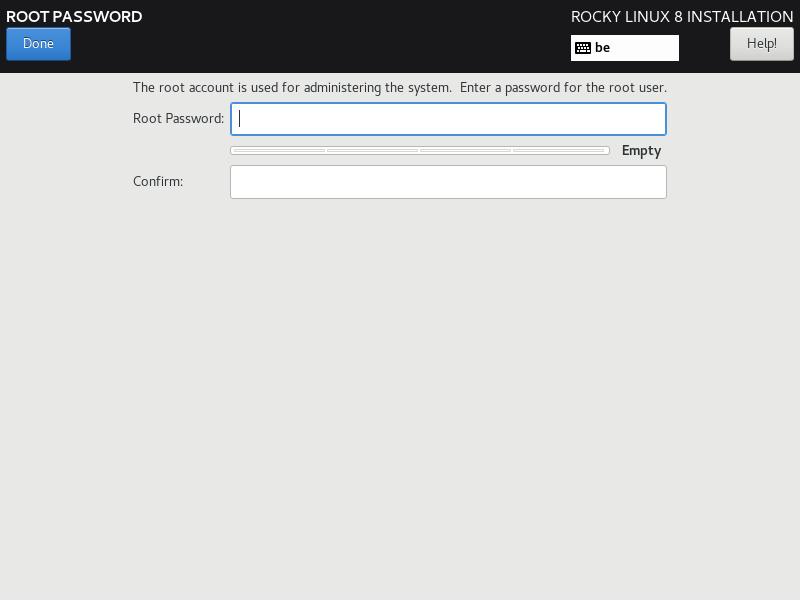 ROOT PASSWORD
ROCKY LINUX 8 INSTALLATION
Done
be
Help!
The root account is used for administering the system.  Enter a password for the root user.
Root Password:
Empty
Confirm: